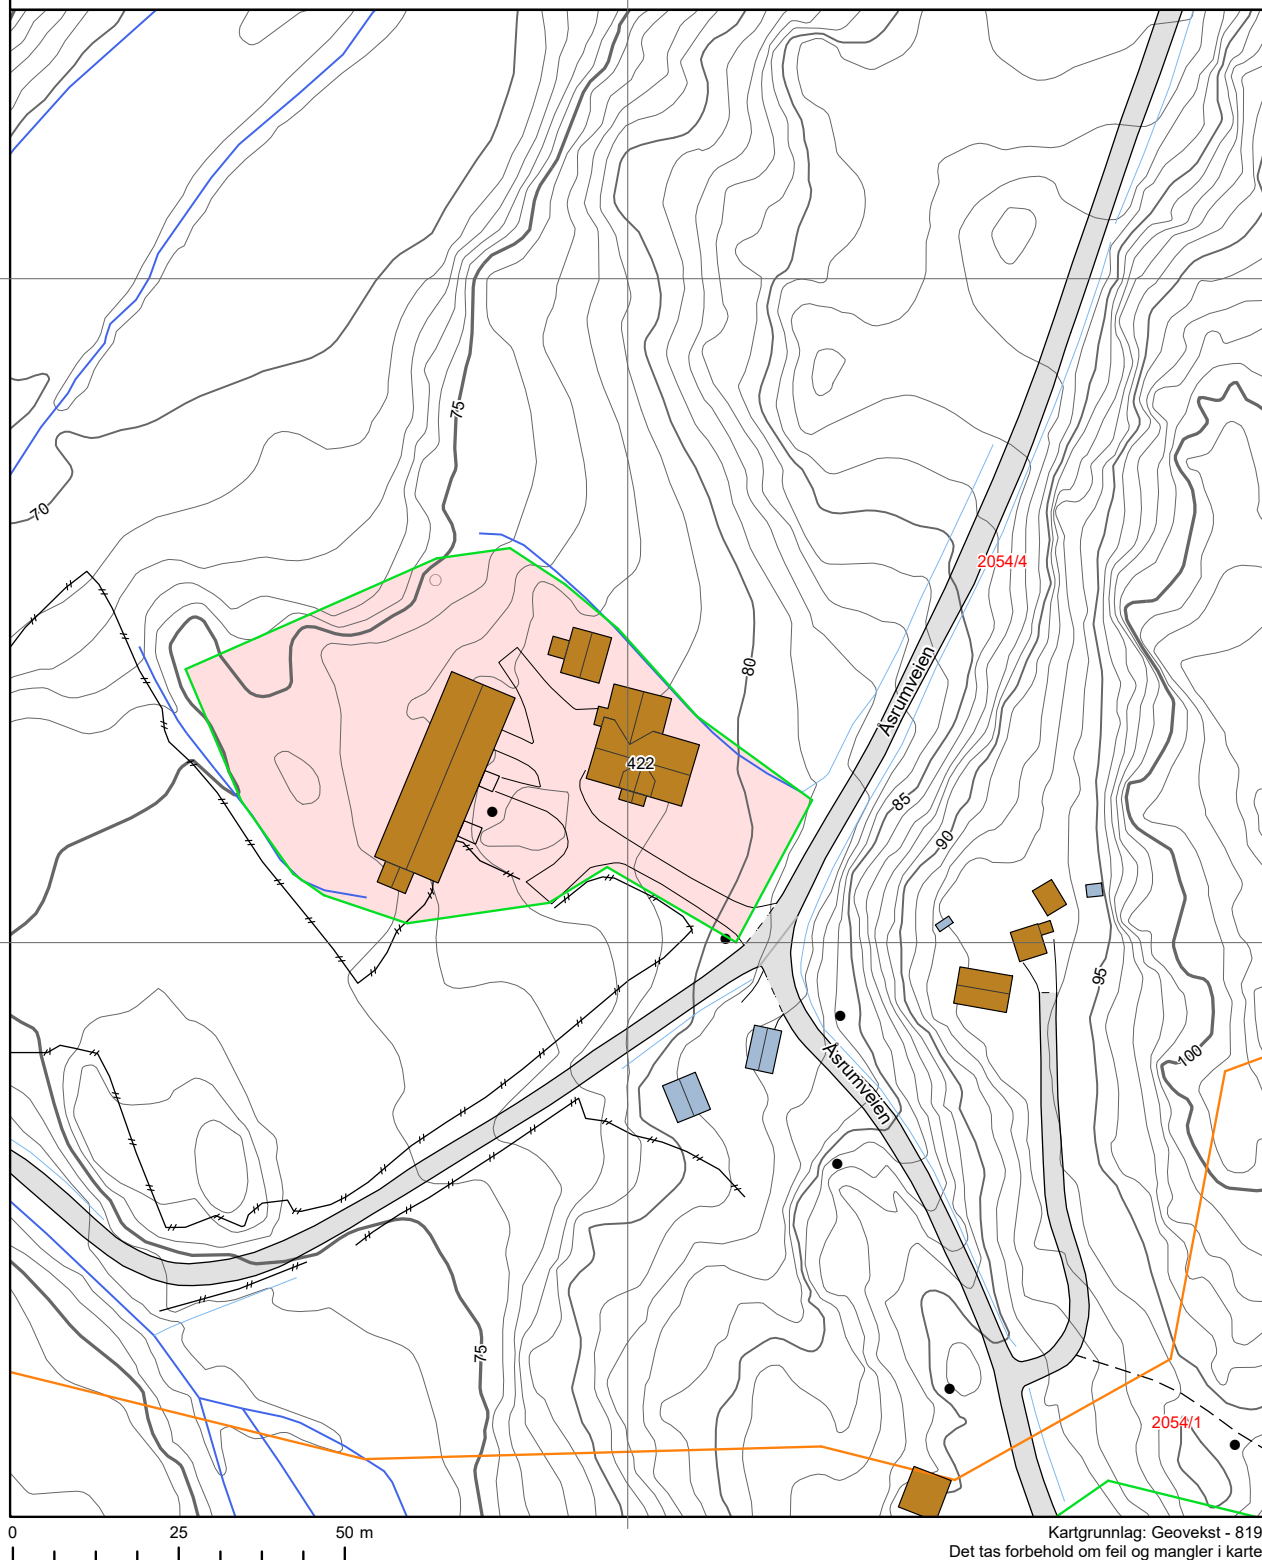 75
70
2054/4
80
Åsrumveien
422
85
90
95
100
Åsrumveien
75
2054/1
0 25 50 m
Kartgrunnlag: Geovekst - 819
Det tas forbehold om feil og mangler i karte